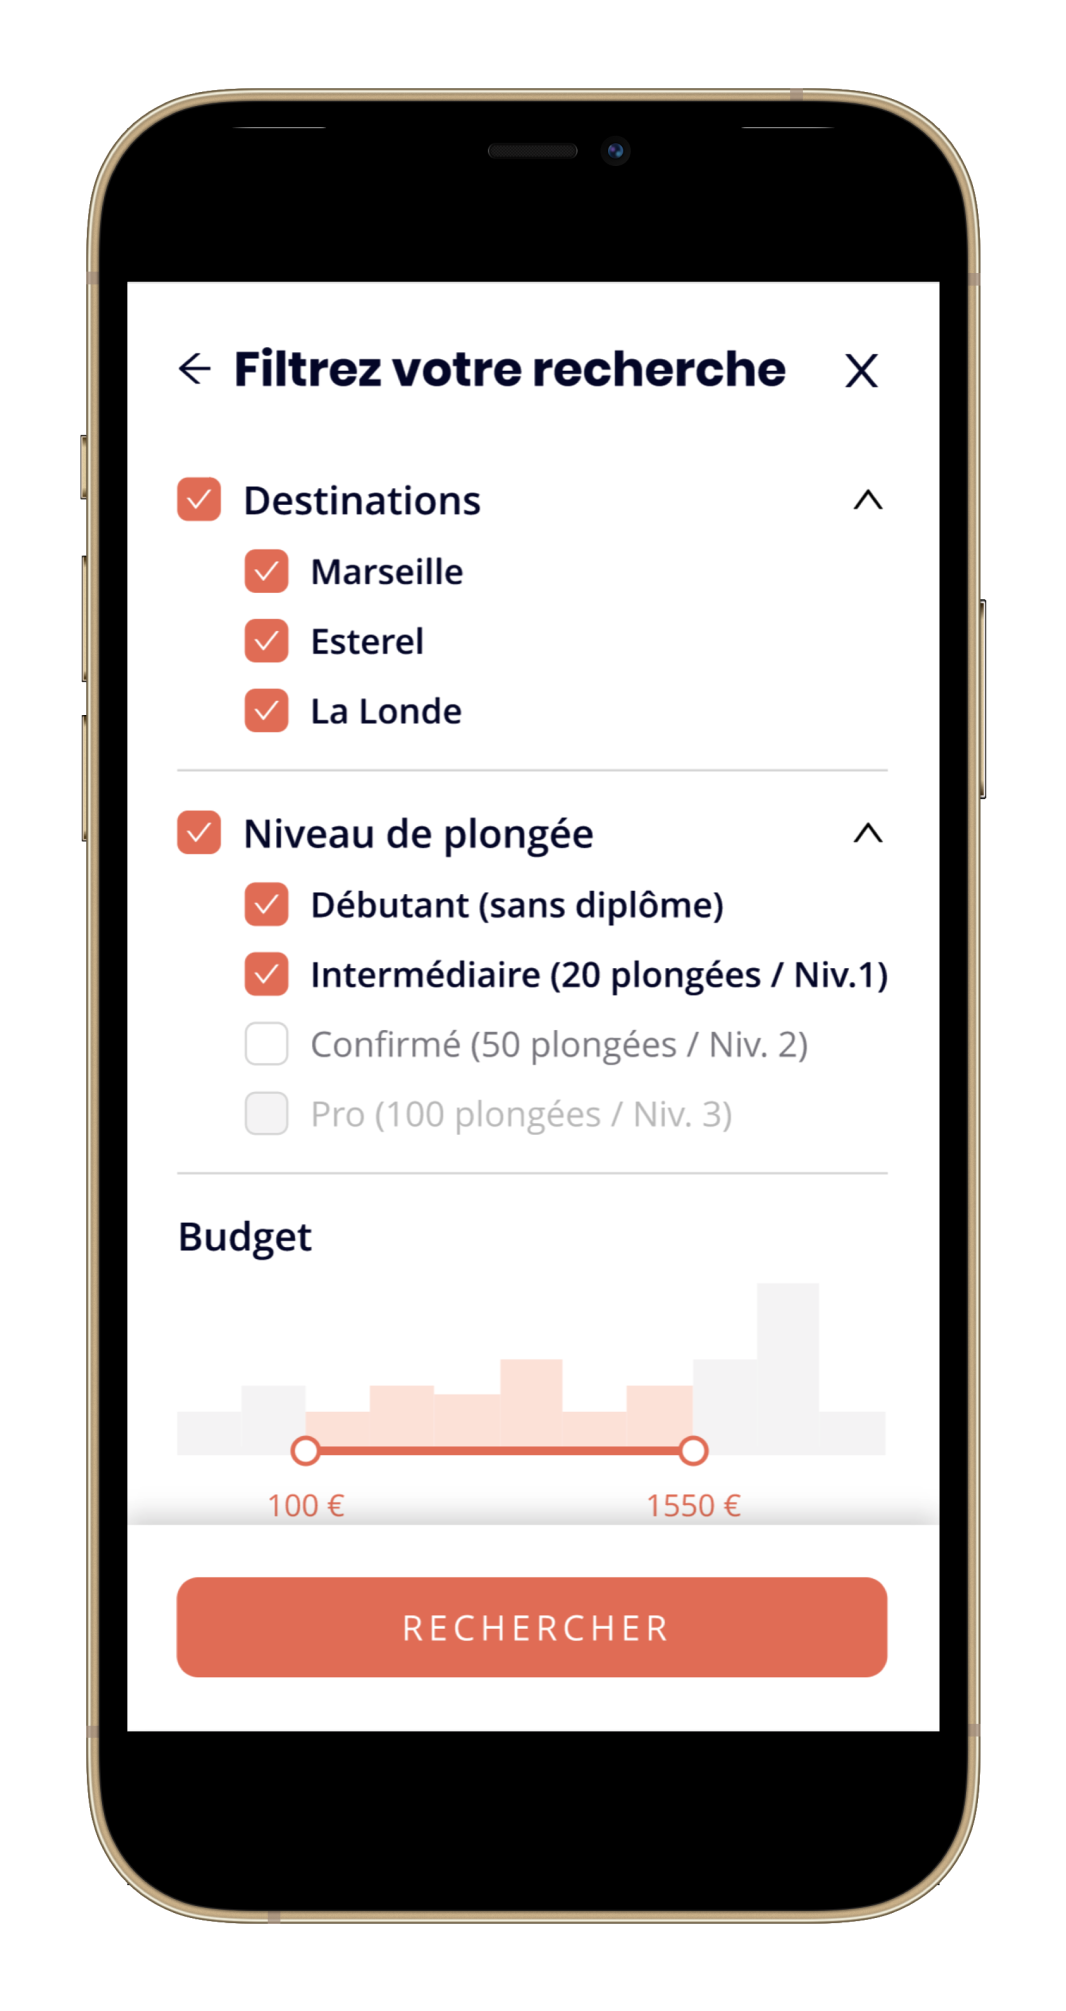 Filtrez votre recherche
Destinations
Marseille
Esterel
La Londe
Niveau de plongée
Débutant (sans diplôme)
Intermédiaire (20 plongées / Niv.1)
Confirmé (50 plongées / Niv. 2)
Pro (100 plongées / Niv. 3)
Budget
100 € 1550 €
RECHERCHER